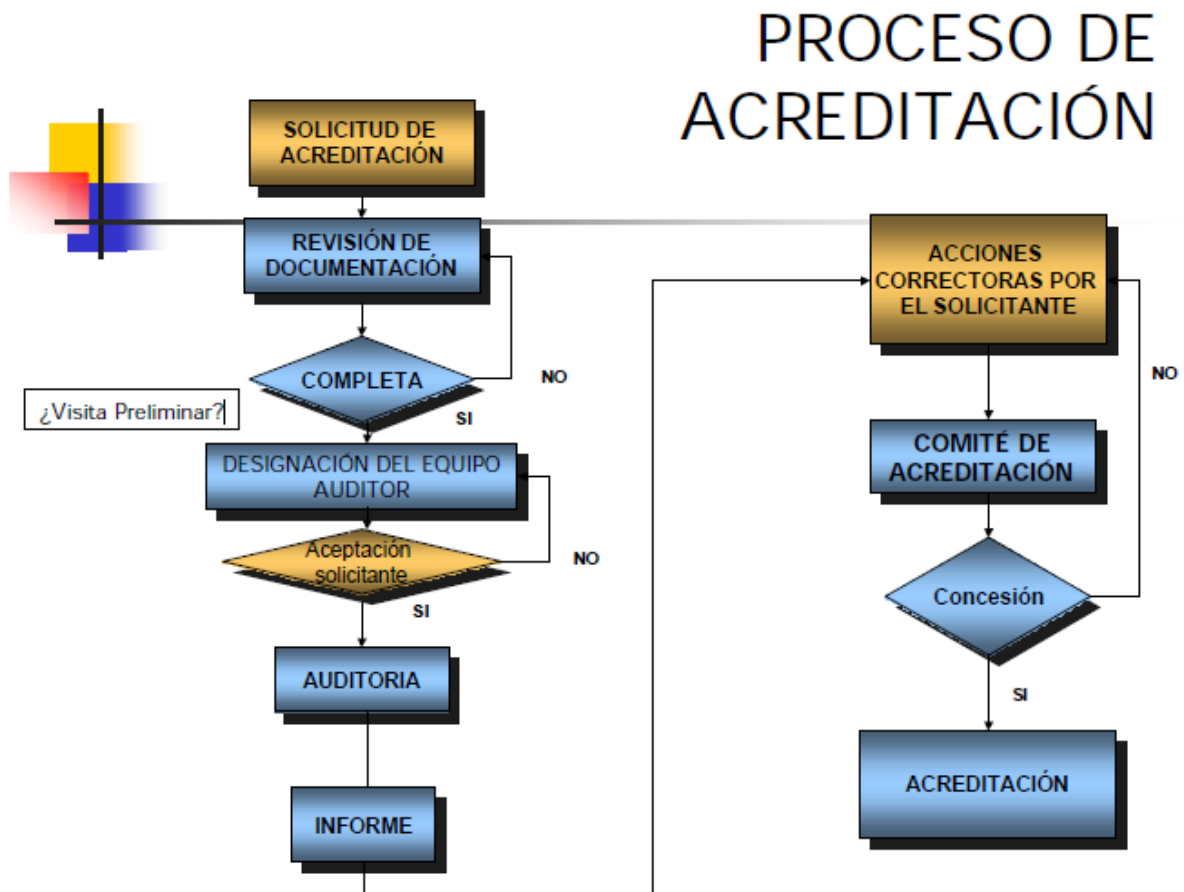 PROCESO DE
ACREDITACIÓN
SOLICITUD DE
ACREDITACIÓN
REVISIÓN DE
DOCUMENTACIÓN
COMPLETA
NO
SI
¿Visita Preliminar?
DESIGNACIÓN DEL EQUIPO
AUDITOR
Aceptación
solicitante
NO
SI
AUDITORIA
INFORME
ACCIONES
CORRECTORAS POR
EL SOLICITANTE
NO
COMITÉ DE
ACREDITACIÓN
Concesión
SI
ACREDITACIÓN